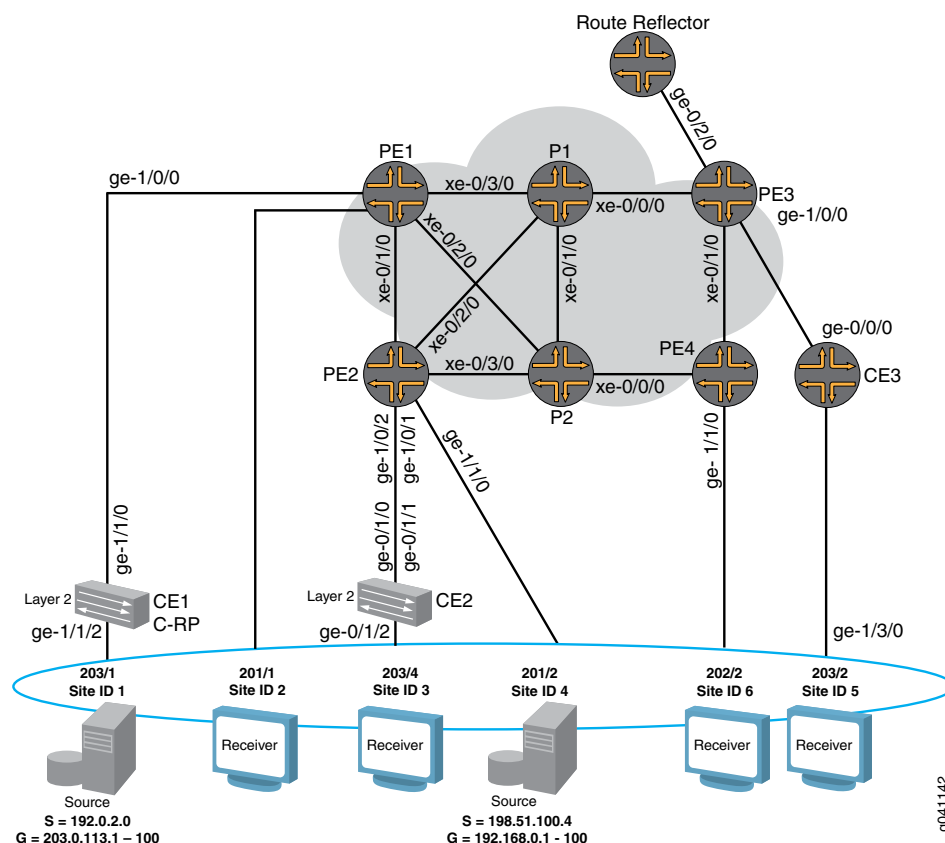 Route Reflector
ge-0/2/0
PE1
P1
ge-1/0/0
xe-0/3/0
xe-0/0/0
PE3
ge-1/0/0
xe-0/1/0
xe-0/2/0
xe-0/2/0
xe-0/1/0
xe-0/1/0
ge-0/0/0
PE2
xe-0/3/0
P2
xe-0/0/0
PE4
CE3
ge-1/0/2
ge-1/0/1
ge-1/1/0
ge- 1/1/0
ge-1/1/0
ge-0/1/0
ge-0/1/1
Layer 2
CE1
C-RP
Layer 2
CE2
ge-1/1/2
ge-0/1/2
ge-1/3/0
203/1
Site ID 1
201/1
Site ID 2
203/4
Site ID 3
201/2
Site ID 4
202/2
Site ID 6
203/2
Site ID 5
Receiver
Receiver
Receiver
Receiver
Source
S = 192.0.2.0
G = 203.0.113.1 – 100
Source
S = 198.51.100.4
G = 192.168.0.1 - 100
g041142